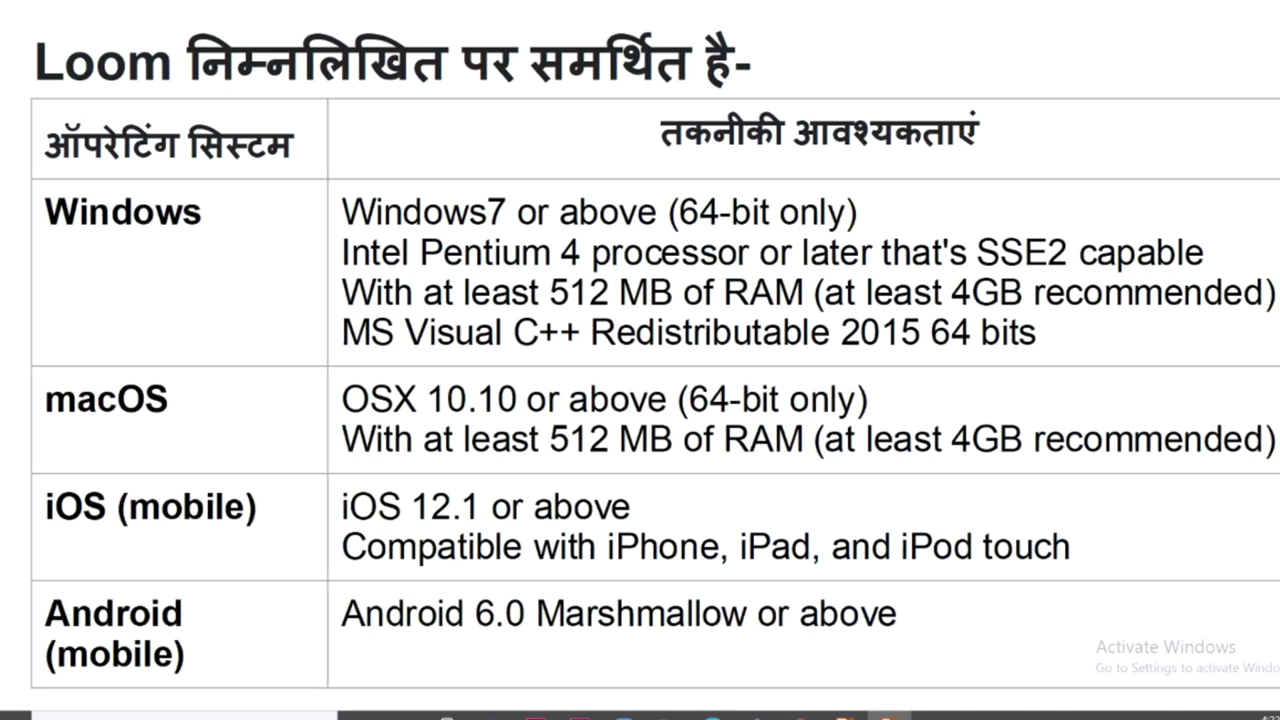 Loom निम्नलिखित पर समर्थित है-
ऑपरेटिंग सिस्टम
तकनीकी आवश्यकताएं
Windows
Windows7 or above (64-bit only)
Intel Pentium 4 processor or later that's SSE2 capable
With at least 512 MB of RAM (at least 4GB recommended)
MS Visual C++ Redistributable 2015 64 bits
macOS
OSX 10.10 or above (64-bit only)
With at least 512 MB of RAM (at least 4GB recommended)
iOS (mobile)
iOS 12.1 or above
Compatible with iPhone, iPad, and iPod touch
Android
(mobile)
Android 6.0 Marshmallow or above
Activate Windows
Go to Settings to activate Windo